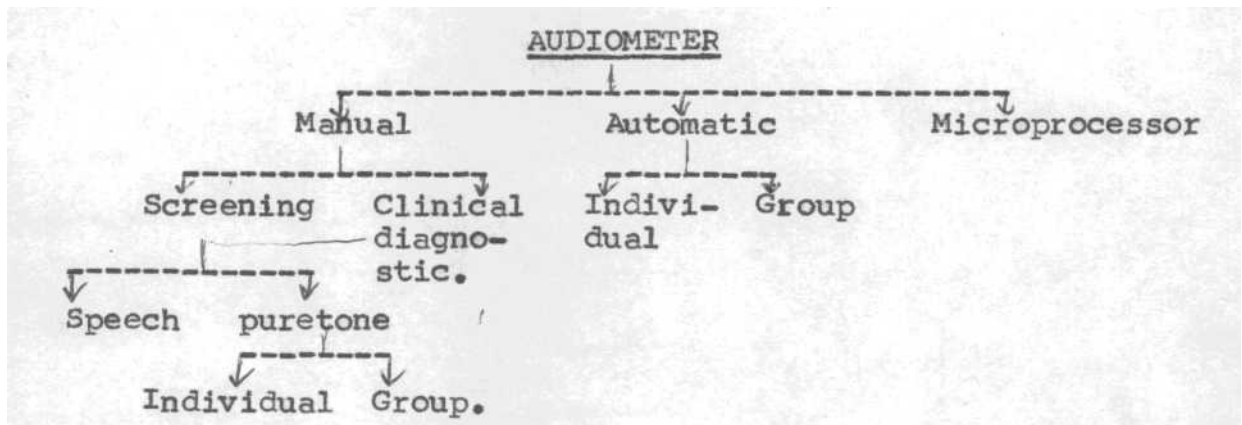 AUDIOMETER
Manual Automatic Microprocessor
Screening Clinical Indivi- Group
diagno- dual
stic.
Speech puretone
Individual Group.